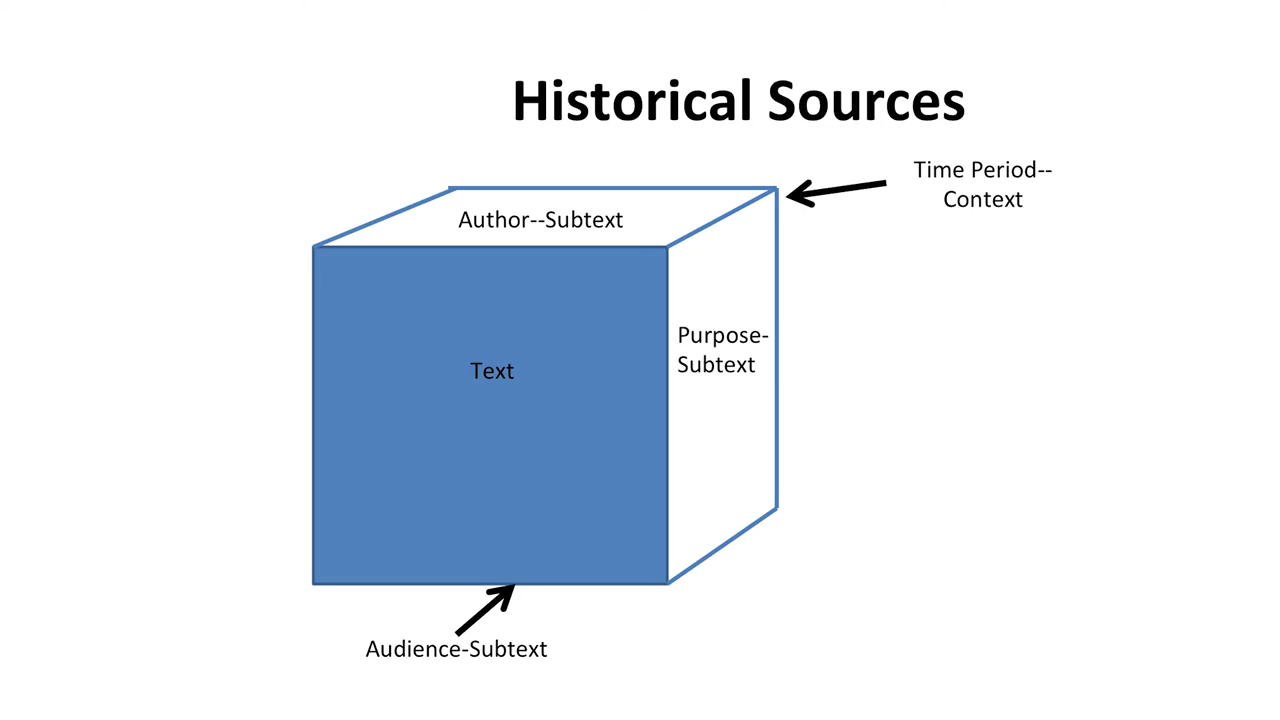 Historical Sources
Time Period--
Context
Author--Subtext
Purpose-
Subtext
Text
Audience-Subtext